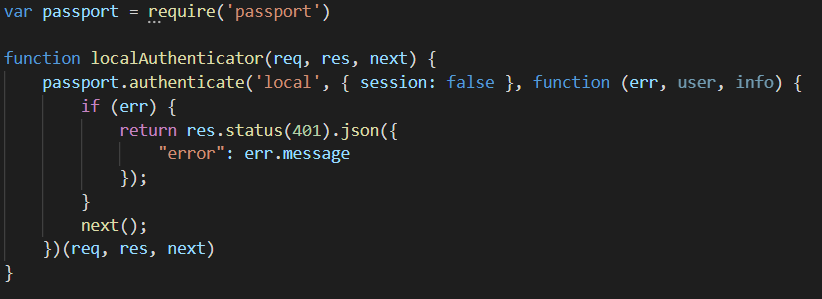 var passport = require('passport')

function localAuthenticator(req, res, next) {
    passport.authenticate('local', { session: false }, function (err, user, info) {
        if (err) {
            return res.status(401).json({
                "error": err.message
            });
        }
        next();
    })(req, res, next)
}